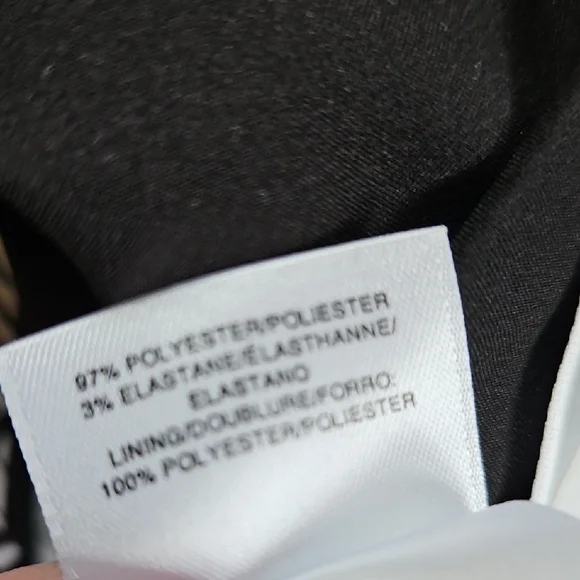 97% POLYESTER/POLIESTER
3% ELASTANE/ÉLASTHANNE/
ELASTANO
LINING/DOUBLURE/FORRO:
100% POLYESTER/POLIESTER